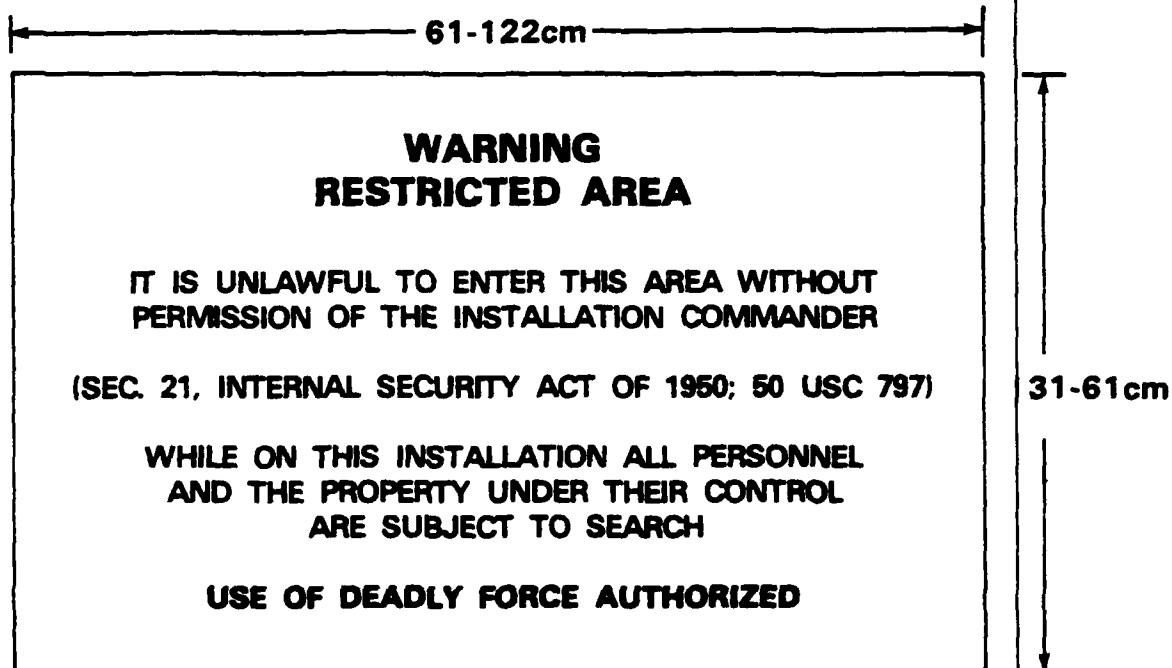 61-122cm
WARNING
RESTRICTED AREA
IT IS UNLAWFUL TO ENTER THIS AREA WITHOUT
PERMISSION OF THE INSTALLATION COMMANDER
(SEC. 21, INTERNAL SECURITY ACT OF 1950; 50 USC 797)
31-61cm
WHILE ON THIS INSTALLATION ALL PERSONNEL
AND THE PROPERTY UNDER THEIR CONTROL
ARE SUBJECT TO SEARCH
USE OF DEADLY FORCE AUTHORIZED